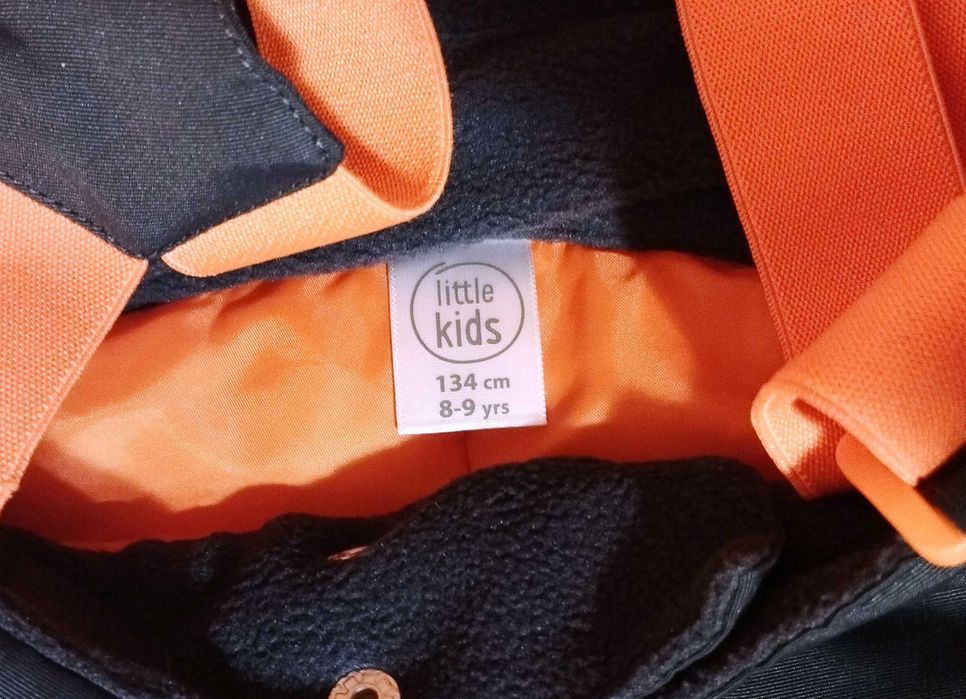 little
kids
134 cm
8-9 yrs